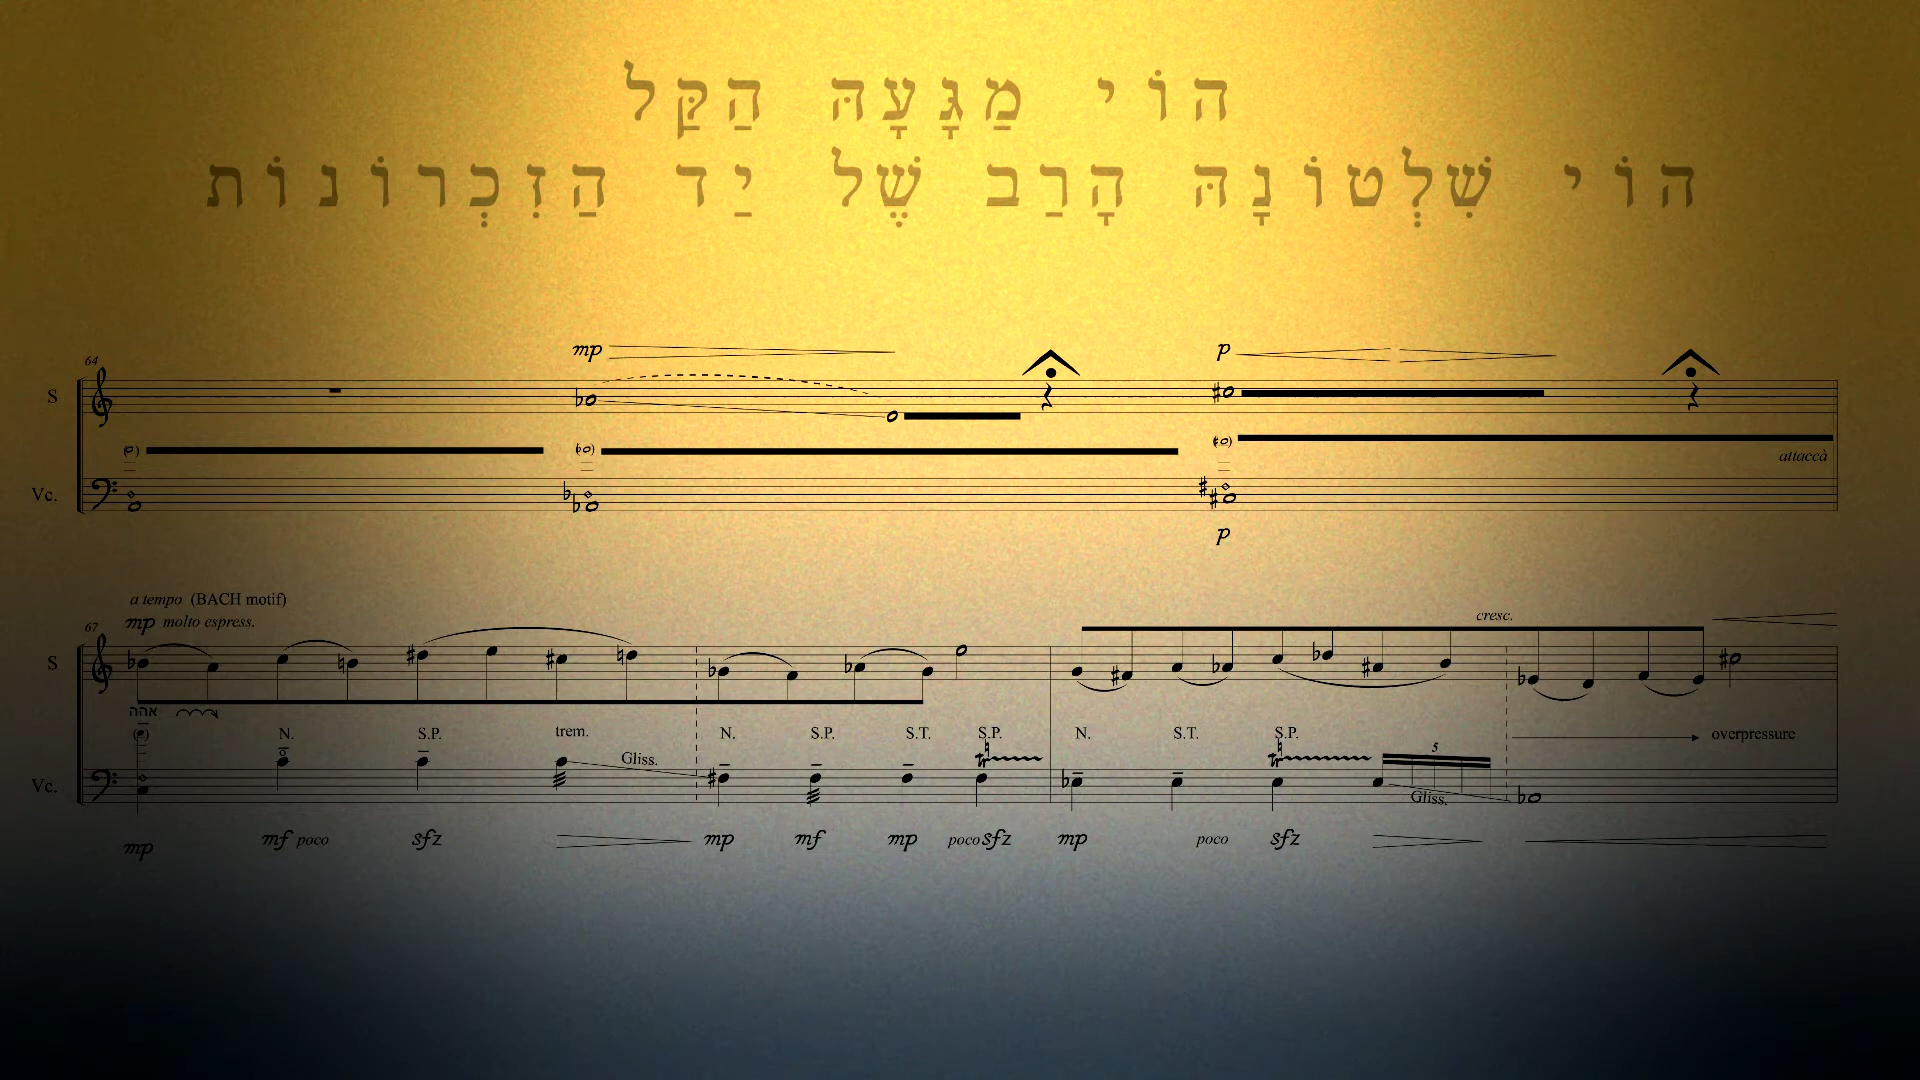 הוֹי מַגָּעָהּ הַקַּל
הוֹי שִׁלְטוֹנָהּ הָרַב שֶׁל יַד הַזִכְרוֹנוֹת
64
mp p
S
attaccà
Vc.
p
a tempo (BACH motif)
67 mp molto espress. cresc.
S
אהה
N. S.P. trem. N. S.P. S.T. S.P. N. S.T. S.P. overpressure
Gliss. 5
Vc.
Gliss.
mp mf poco sfz mp mf mp poco sfz mp poco sfz